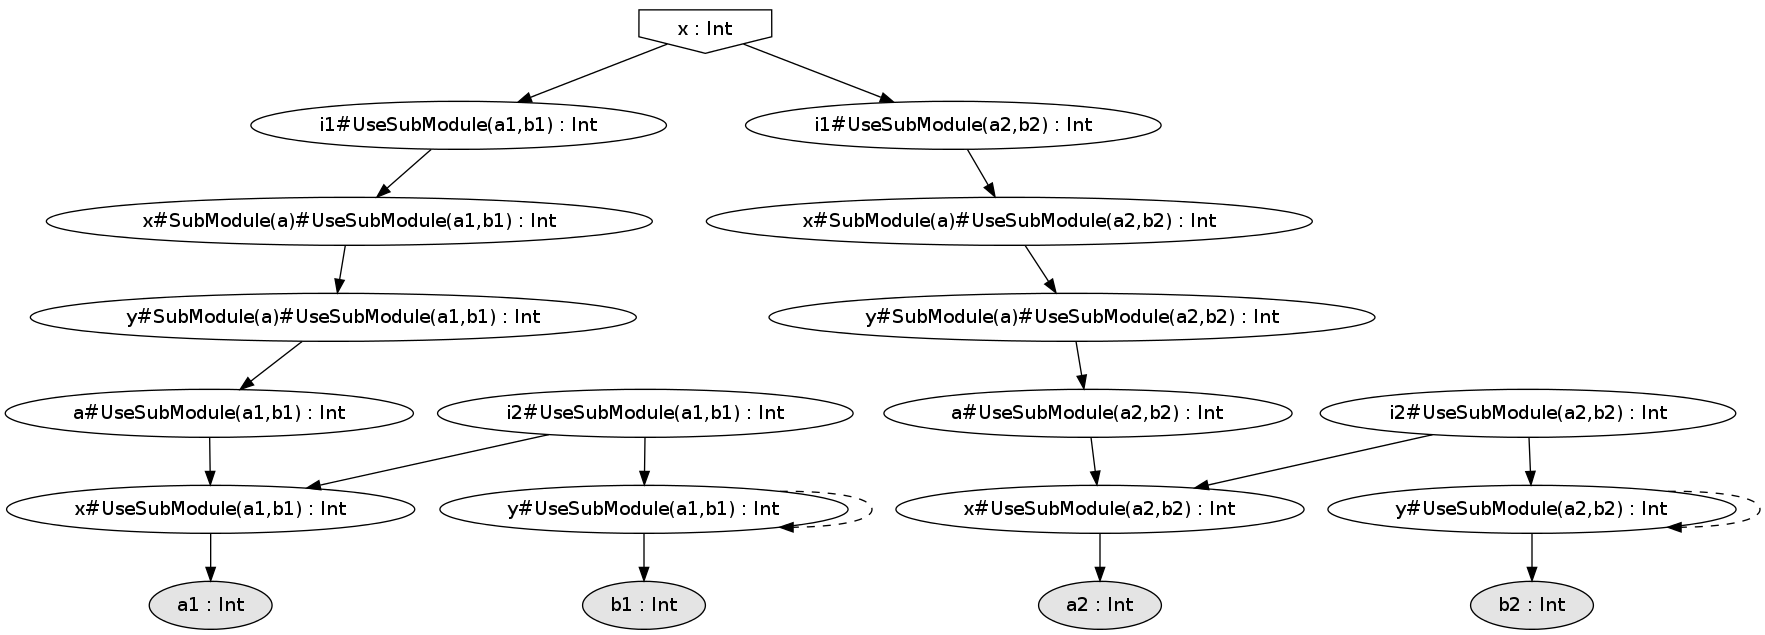 x : Int
i1#UseSubModule(a1,b1) : Int
i1#UseSubModule(a2,b2) : Int
x#SubModule(a)#UseSubModule(a1,b1) : Int
x#SubModule(a)#UseSubModule(a2,b2) : Int
y#SubModule(a)#UseSubModule(a1,b1) : Int
y#SubModule(a)#UseSubModule(a2,b2) : Int
a#UseSubModule(a1,b1) : Int
i2#UseSubModule(a1,b1) : Int
a#UseSubModule(a2,b2) : Int
i2#UseSubModule(a2,b2) : Int
x#UseSubModule(a1,b1) : Int
y#UseSubModule(a1,b1) : Int
x#UseSubModule(a2,b2) : Int
y#UseSubModule(a2,b2) : Int
a1 : Int
b1 : Int
a2 : Int
b2 : Int